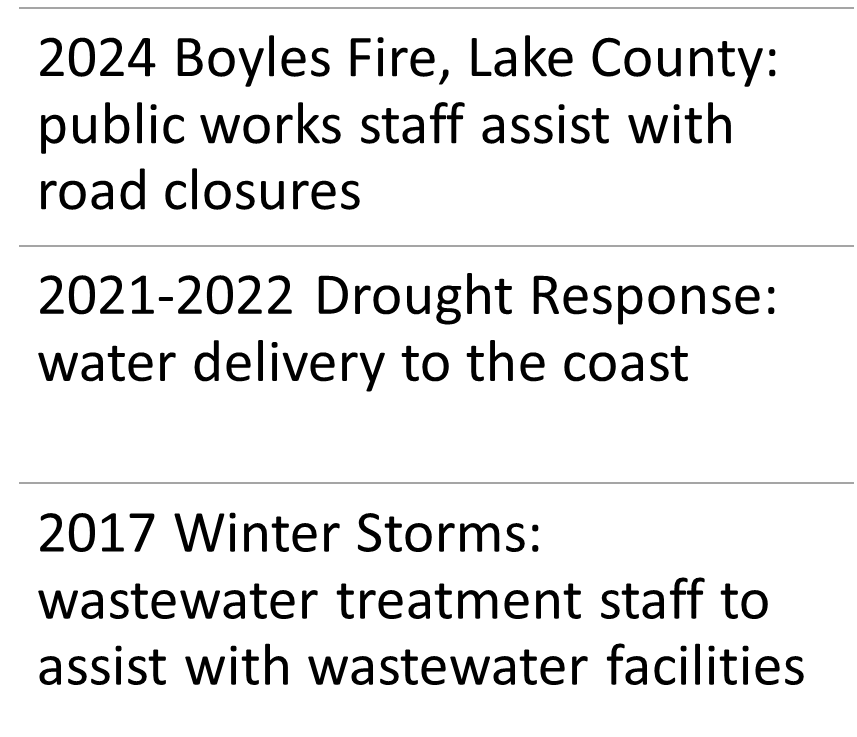 2024 Boyles Fire, Lake County:
public works staff assist with
road closures
2021-2022 Drought Response:
water delivery to the coast
2017 Winter Storms:
wastewater treatment staff to
assist with wastewater facilities